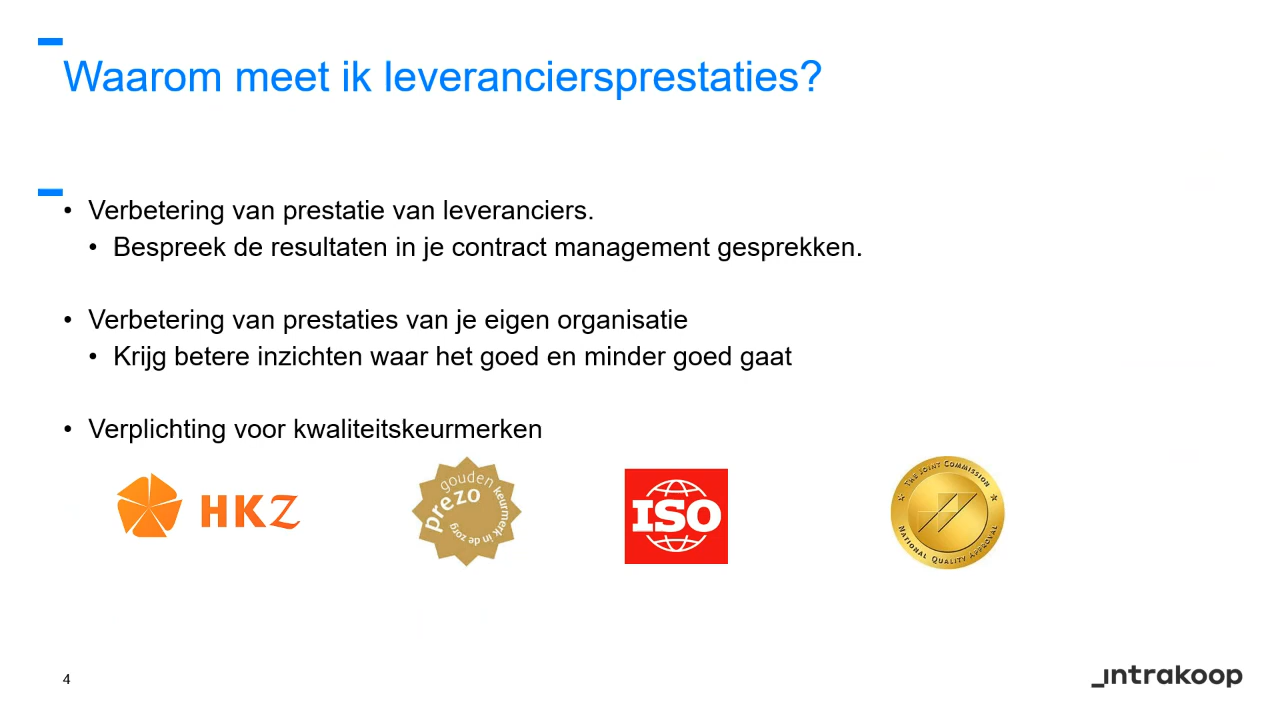 Waarom meet ik leveranciersprestaties?
• Verbetering van prestatie van leveranciers.
• Bespreek de resultaten in je contract management gesprekken.
• Verbetering van prestaties van je eigen organisatie
• Krijg betere inzichten waar het goed en minder goed gaat
• Verplichting voor kwaliteitskeurmerken
HKZ
gouden keurmerk in de zorg
prezo
ISO
THE JOINT COMMISSION
NATIONAL QUALITY APPROVAL
4
_intrakoop